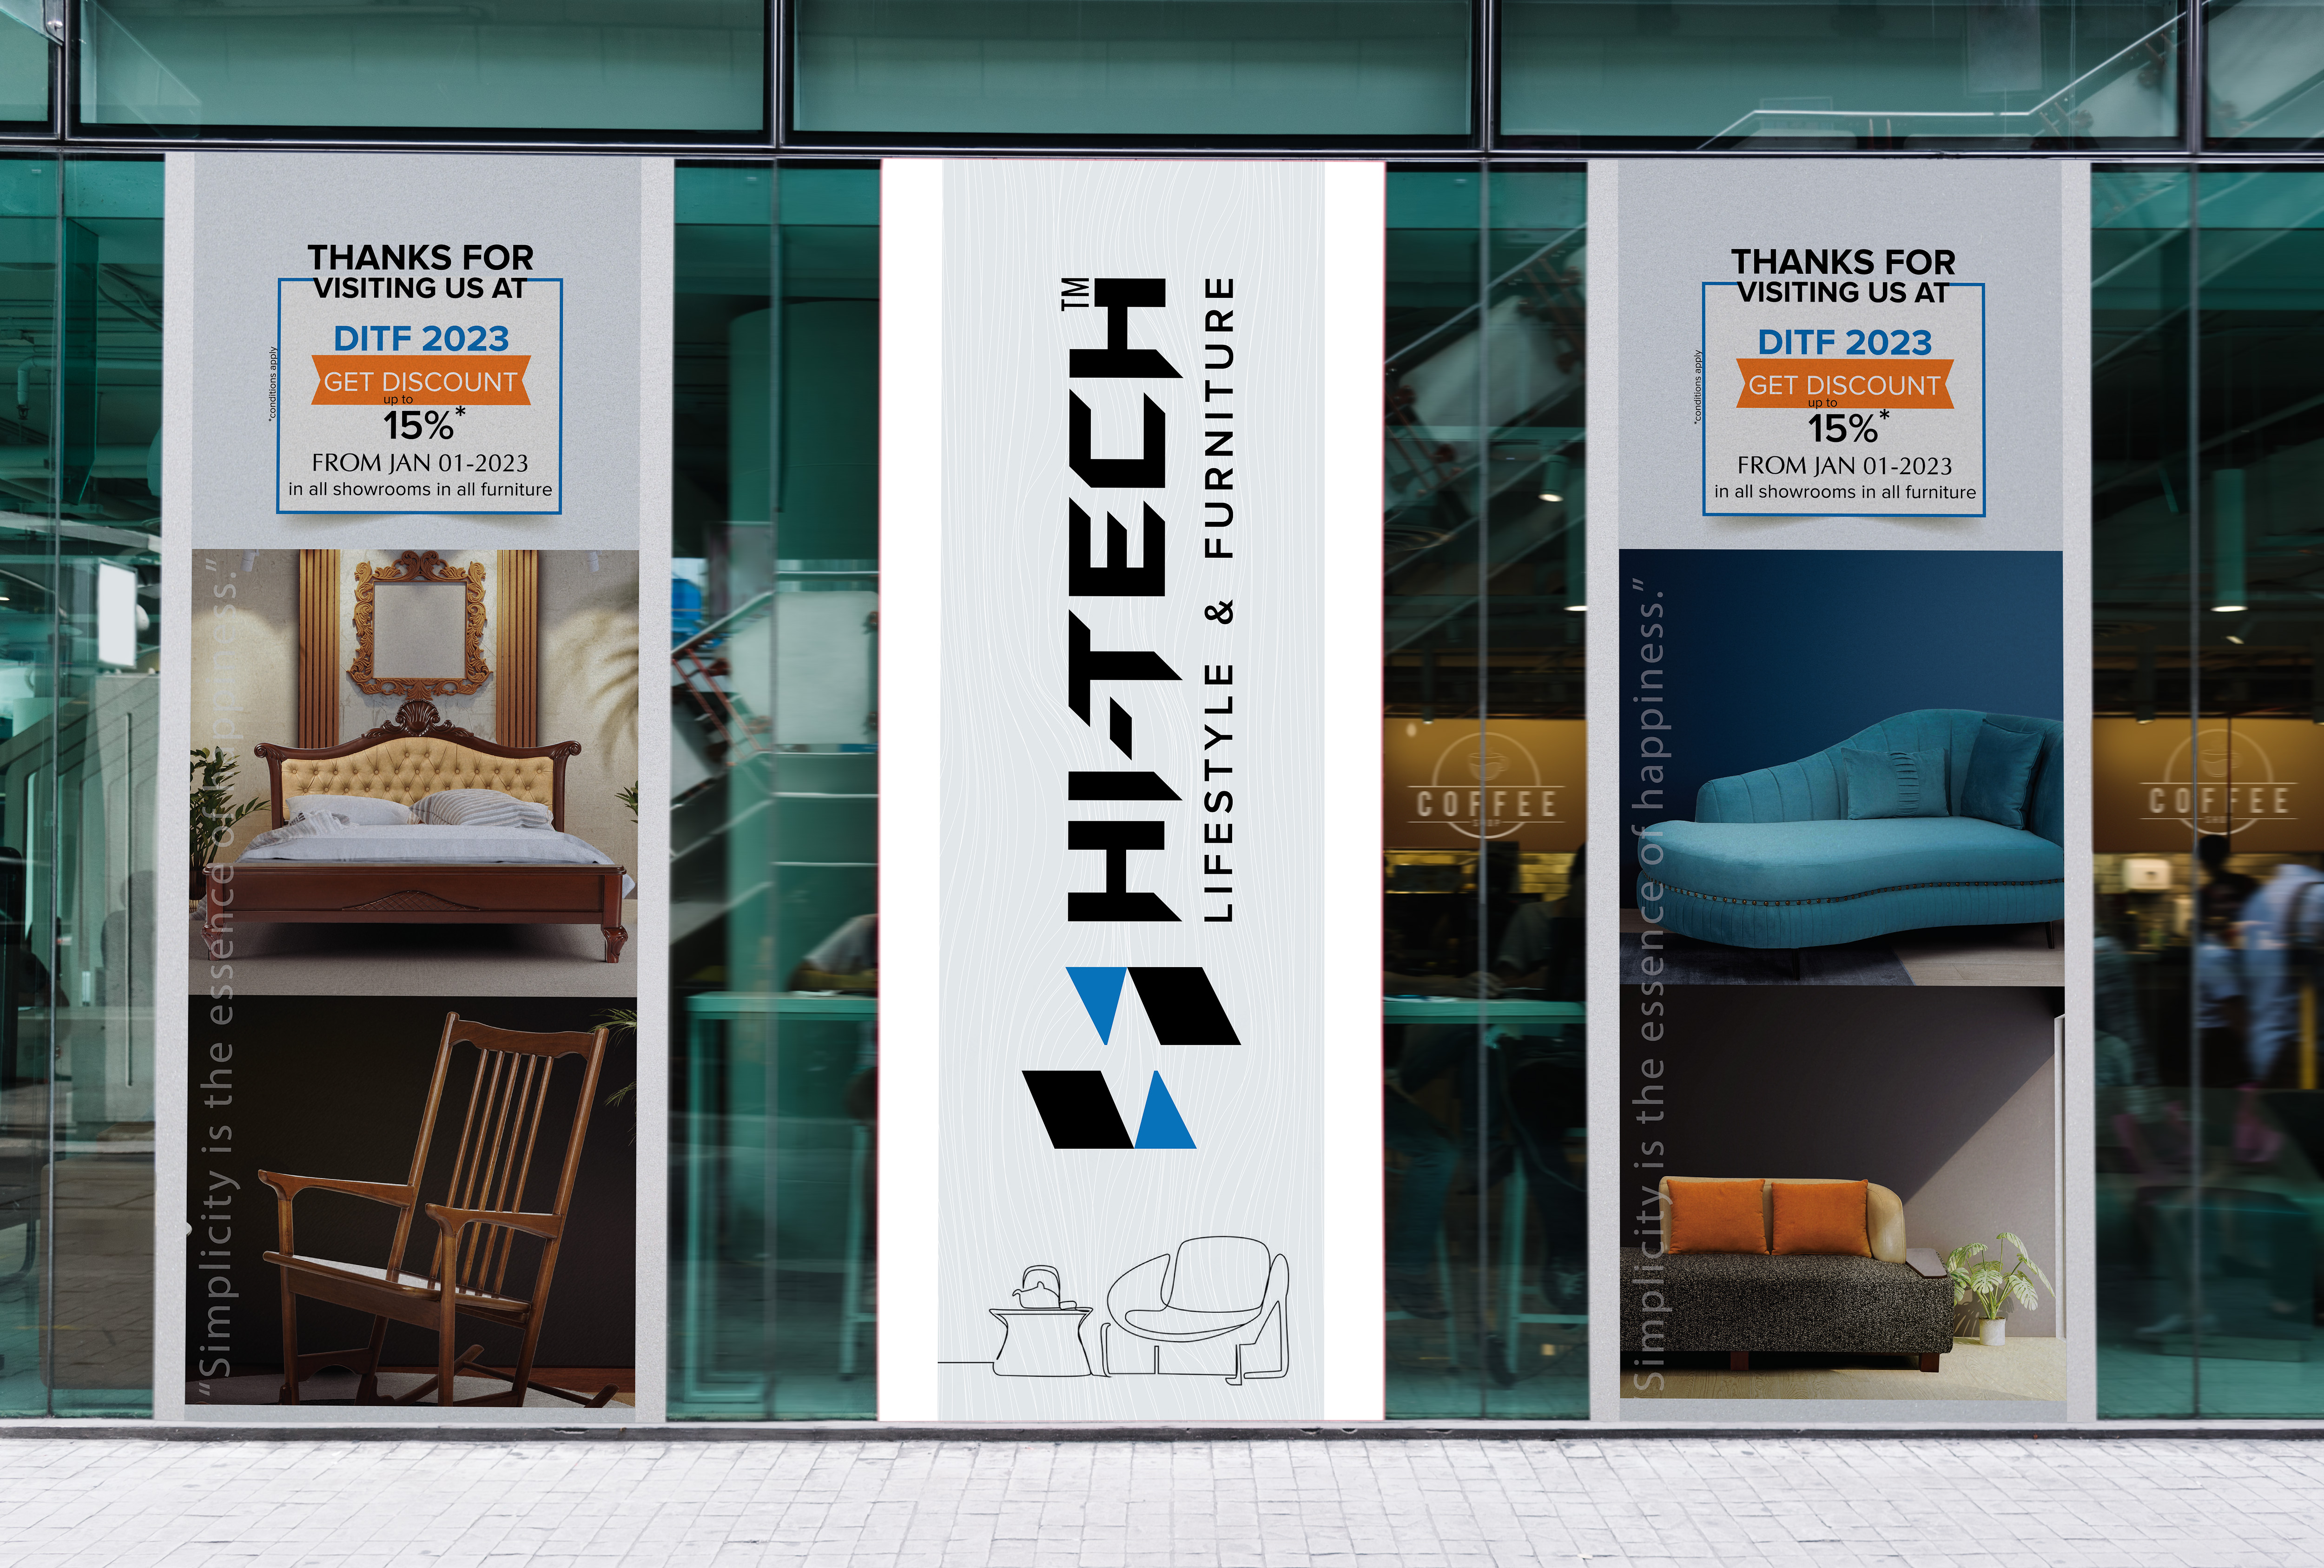 THANKS FOR
VISITING US AT
DITF 2023
GET DISCOUNT
up to
15%*
FROM JAN 01-2023
in all showrooms in all furniture
*conditions apply
“Simplicity is the essence of happiness.”
HI-TECH™
LIFESTYLE & FURNITURE
THANKS FOR
VISITING US AT
DITF 2023
GET DISCOUNT
up to
15%*
FROM JAN 01-2023
in all showrooms in all furniture
*conditions apply
Simplicity is the essence of happiness.”
COFFEE
SHOP
COFFEE
SHOP